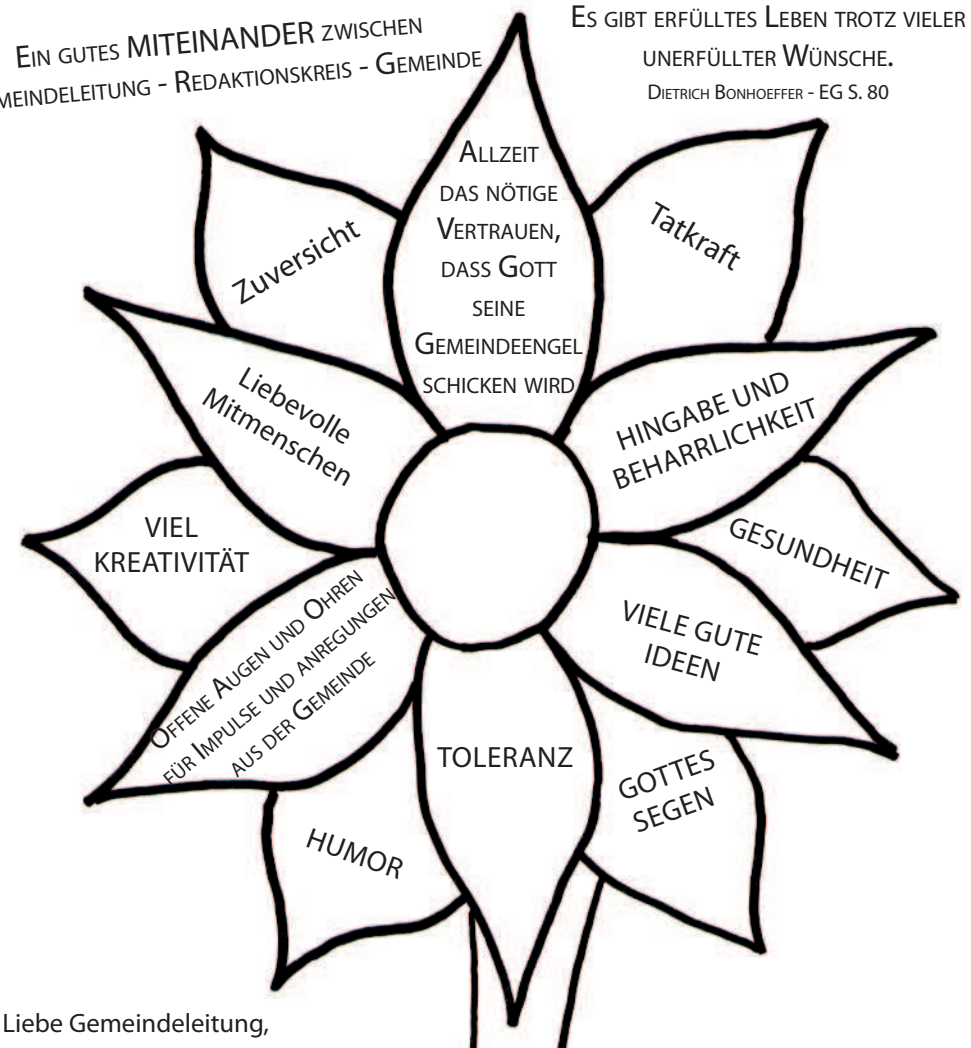 EIN GUTES MITEINANDER ZWISCHEN
MEINDELEITUNG - REDAKTIONSKREIS - GEMEINDE
ES GIBT ERFÜLLTES LEBEN TROTZ VIELER
UNERFÜLLTER WÜNSCHE.
DIETRICH BONHOEFFER - EG S. 80
ALLZEIT
DAS NÖTIGE
VERTRAUEN,
DASS GOTT
SEINE
GEMEINDEENGEL
SCHICKEN WIRD
Zuversicht
Tatkraft
Liebevolle
Mitmenschen
HINGABE UND
BEHARRLICHKEIT
VIEL
KREATIVITÄT
GESUNDHEIT
OFFENE AUGEN UND OHREN
FÜR IMPULSE UND ANREGUNGEN
AUS DER GEMEINDE
VIELE GUTE
IDEEN
TOLERANZ
GOTTES
SEGEN
HUMOR
Liebe Gemeindeleitung,